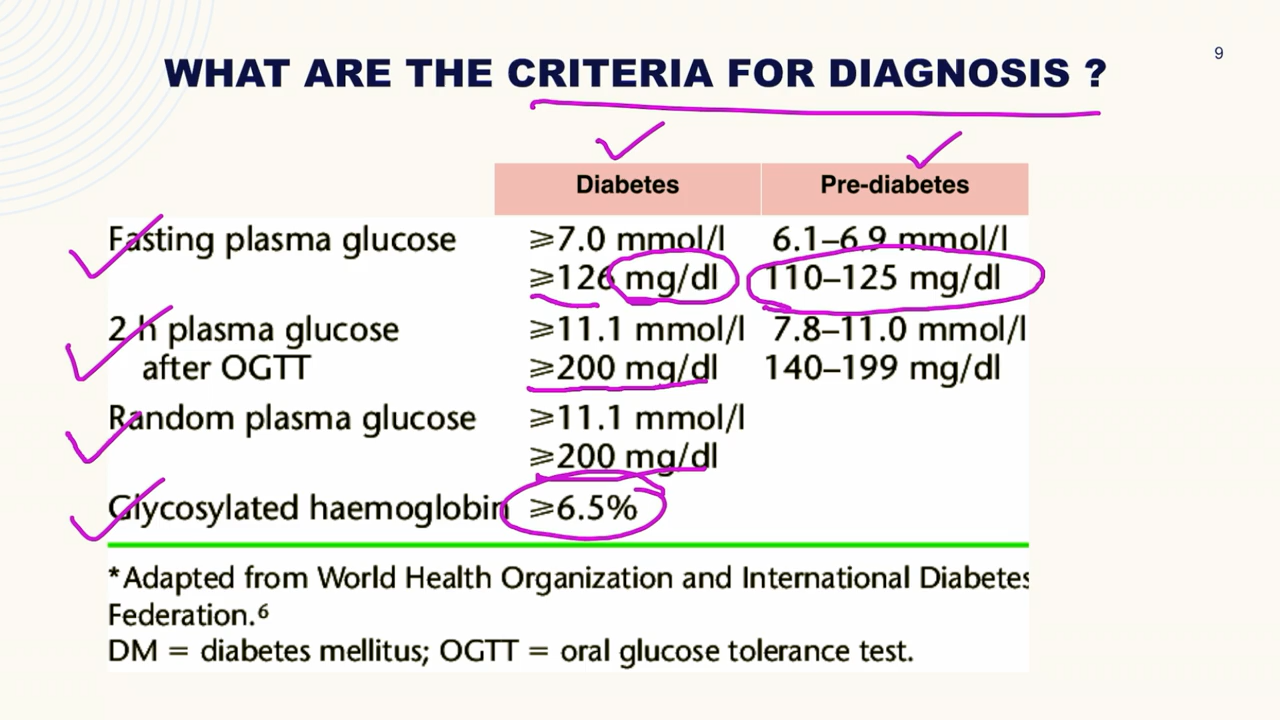 9
WHAT ARE THE CRITERIA FOR DIAGNOSIS ?
Diabetes Pre-diabetes
Fasting plasma glucose ⩾7.0 mmol/l 6.1–6.9 mmol/l
⩾126 mg/dl 110–125 mg/dl
2 h plasma glucose ⩾11.1 mmol/l 7.8–11.0 mmol/l
after OGTT ⩾200 mg/dl 140–199 mg/dl
Random plasma glucose ⩾11.1 mmol/l
⩾200 mg/dl
Glycosylated haemoglobin ⩾6.5%
*Adapted from World Health Organization and International Diabetes
Federation.⁶
DM = diabetes mellitus; OGTT = oral glucose tolerance test.